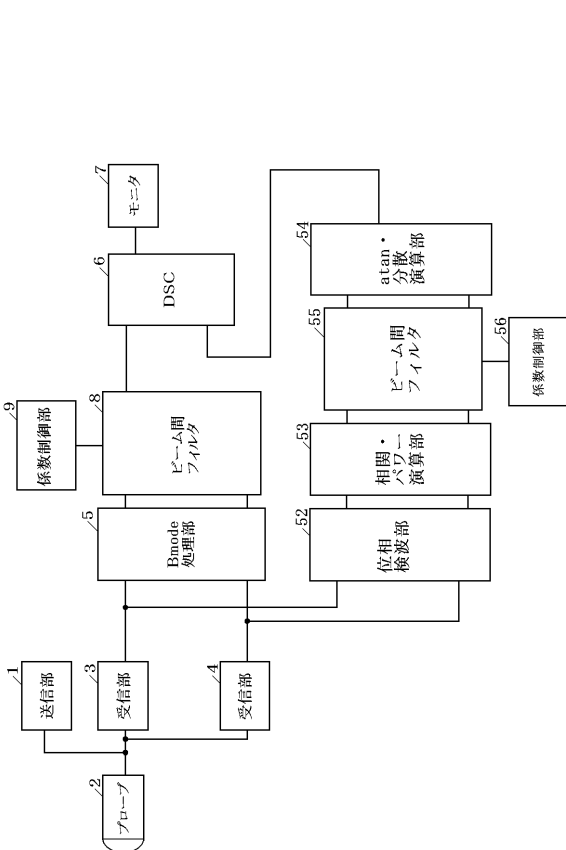 1
送信部
2
プローブ
3
受信部
4
受信部
5
Bmode
処理部
9
係数制御部
8
ビーム間
フィルタ
6
DSC
7
モニタ
52
位相
検波部
53
相関・
パワー
演算部
55
ビーム間
フィルタ
56
係数制御部
54
atan・
分散
演算部